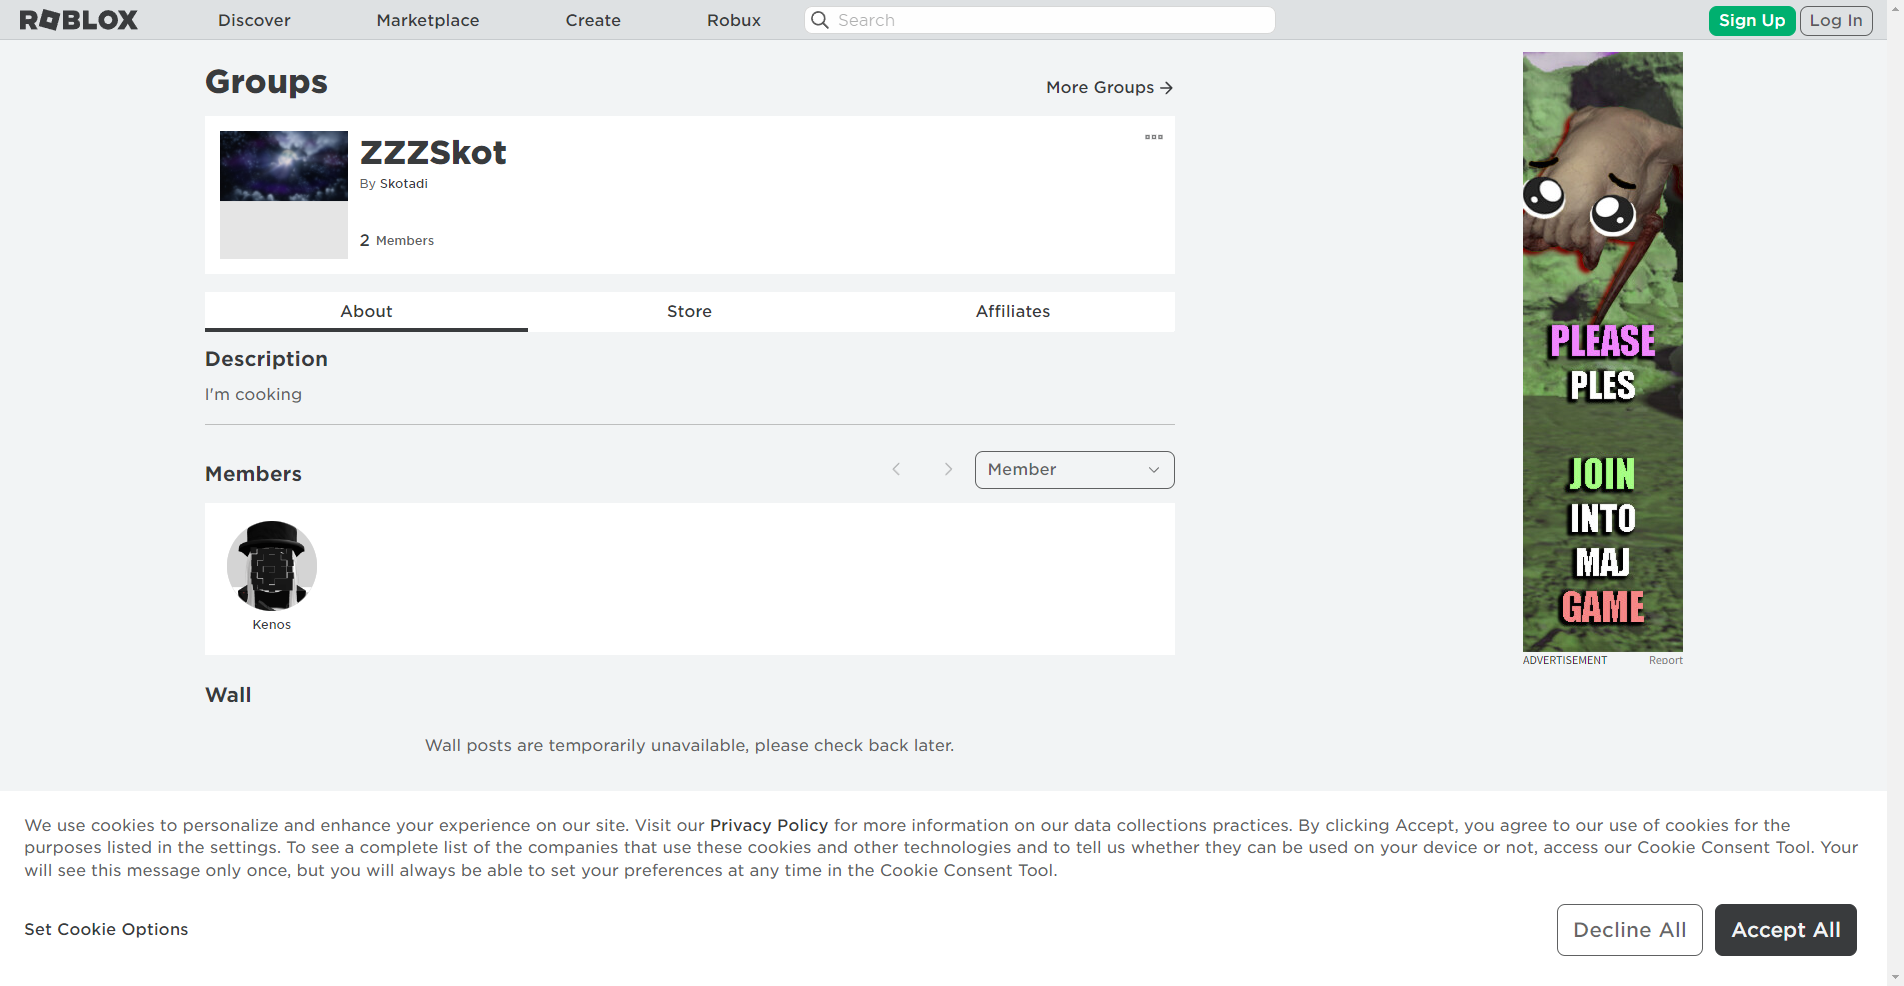 ROBLOX
Discover
Marketplace
Create
Robux
Search
Sign Up
Log In
Groups
More Groups
ZZZSkot
By Skotadi
2 Members
About
Store
Affiliates
Description
I'm cooking
Members
Member
Kenos
Wall
Wall posts are temporarily unavailable, please check back later.
PLEASE
PLES
JOIN
INTO
MAJ
GAME
ADVERTISEMENT
Report
We use cookies to personalize and enhance your experience on our site. Visit our Privacy Policy for more information on our data collections practices. By clicking Accept, you agree to our use of cookies for the
purposes listed in the settings. To see a complete list of the companies that use these cookies and other technologies and to tell us whether they can be used on your device or not, access our Cookie Consent Tool. Your
will see this message only once, but you will always be able to set your preferences at any time in the Cookie Consent Tool.
Set Cookie Options
Decline All
Accept All